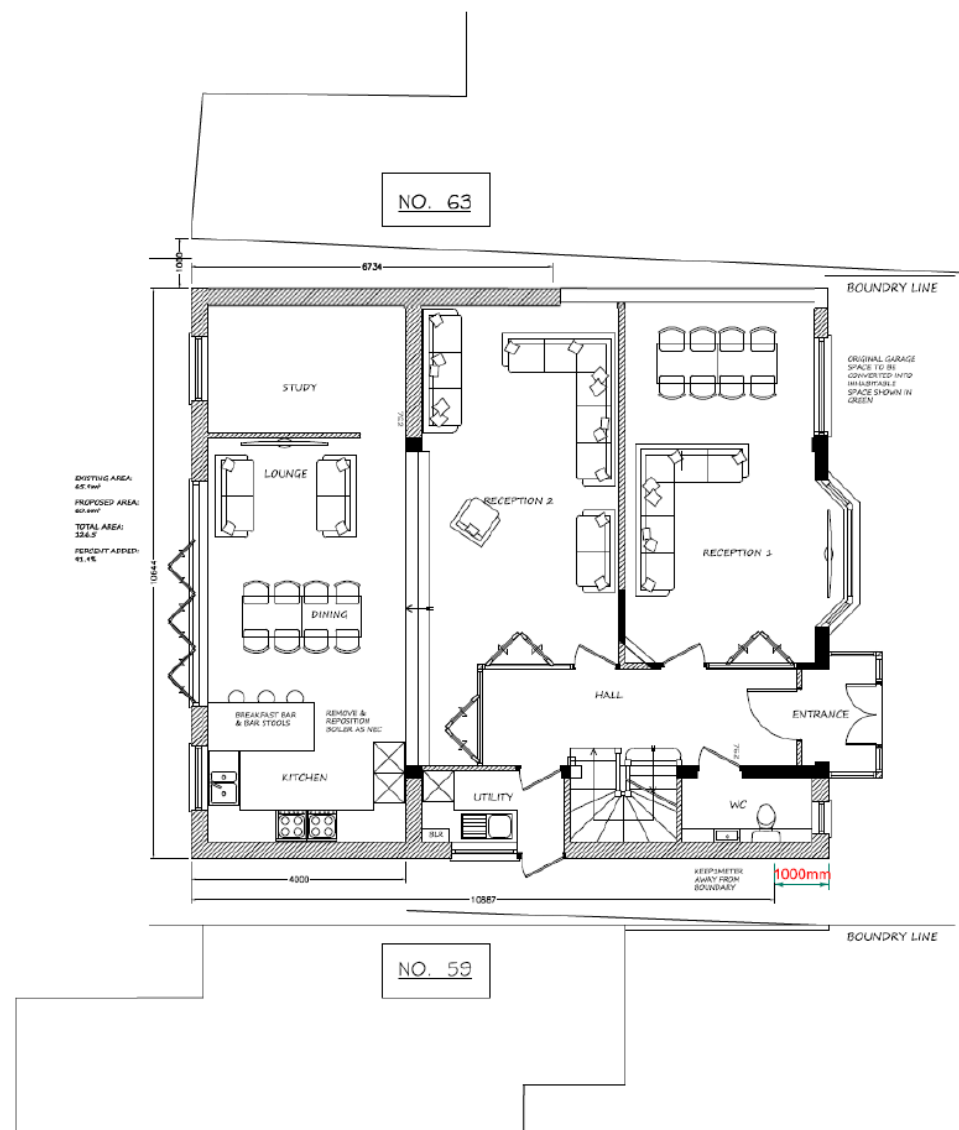 NO. 63
1000
6734
BOUNDRY LINE
ORIGINAL GARAGE
SPACE TO BE
CONVERTED INTO
INHABITABLE
SPACE SHOWN IN
GREEN
STUDY
762
LOUNGE
EXISTING AREA:
PROPOSED AREA:
TOTAL AREA:
PERCENT ADDED:
10644
RECEPTION 2
RECEPTION 1
DINING
HALL
ENTRANCE
BREAKFAST BAR
& BAR STOOLS
REMOVE &
REPOSITION
BOILER AS NEC
762
KITCHEN
UTILITY
WC
BLR
4000
KEEP1METER
AWAY FROM
BOUNDARY
1000mm
10887
BOUNDRY LINE
NO. 59